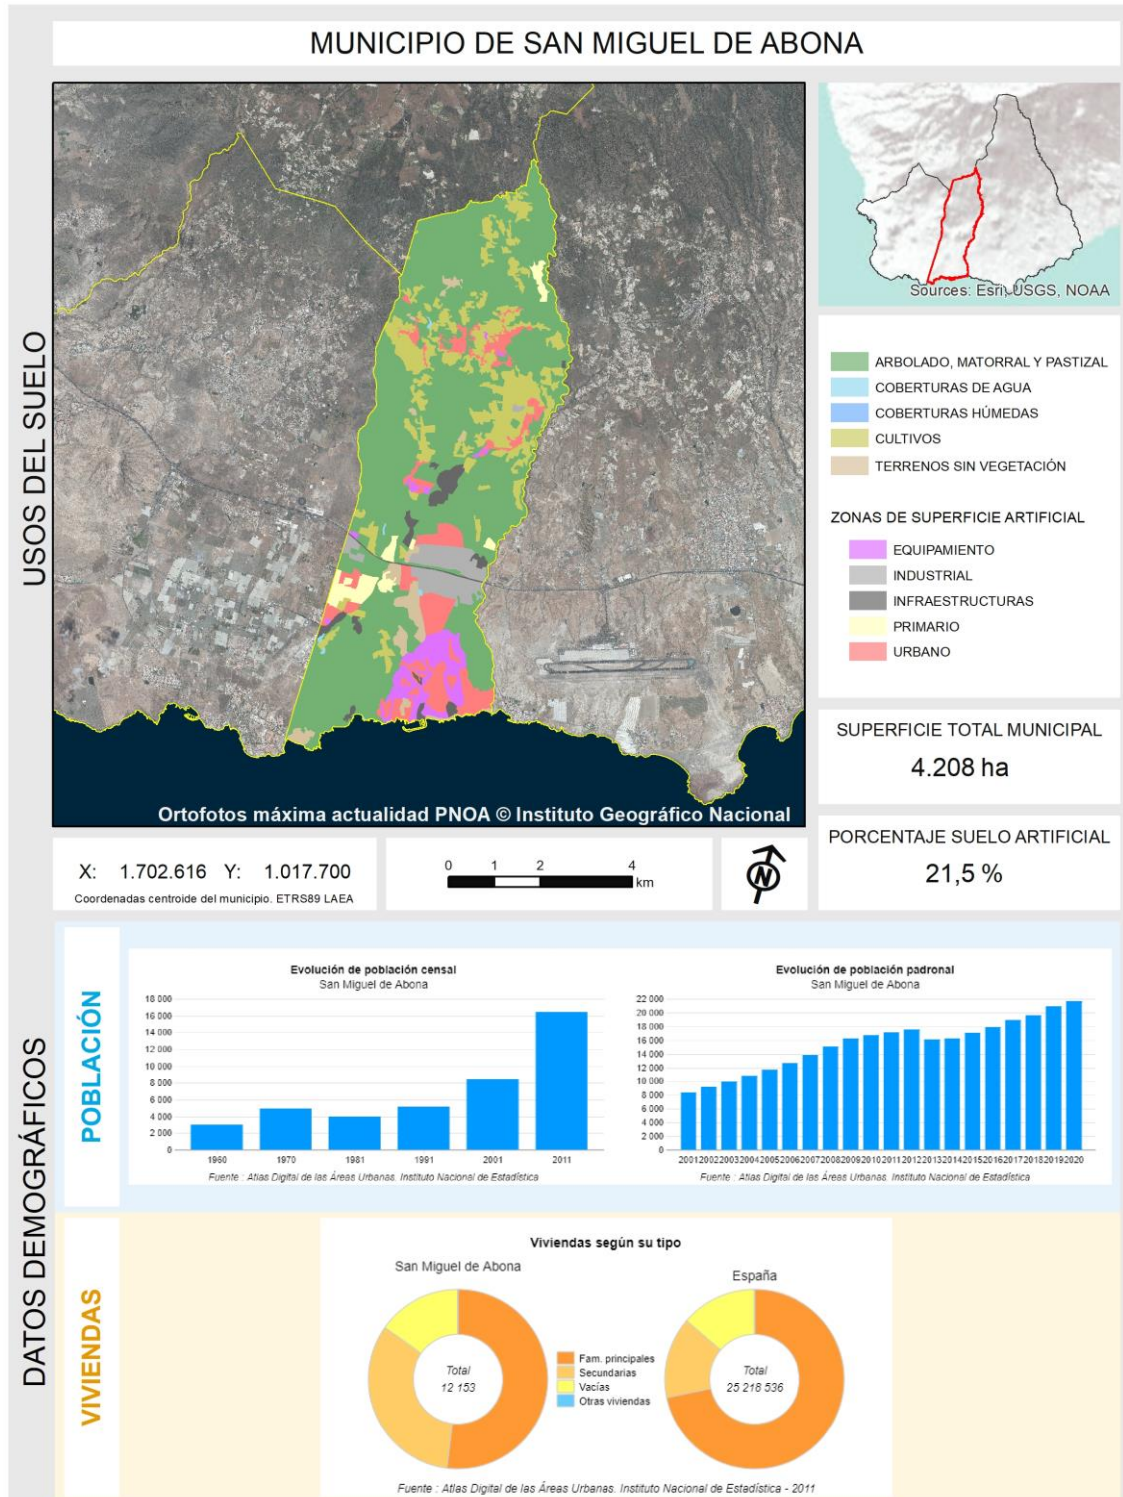 MUNICIPIO DE SAN MIGUEL DE ABONA
USOS DEL SUELO
Ortofotos máxima actualidad PNOA © Instituto Geográfico Nacional
Sources: Esri, USGS, NOAA
ARBOLADO, MATORRAL Y PASTIZAL
COBERTURAS DE AGUA
COBERTURAS HÚMEDAS
CULTIVOS
TERRENOS SIN VEGETACIÓN
ZONAS DE SUPERFICIE ARTIFICIAL
EQUIPAMIENTO
INDUSTRIAL
INFRAESTRUCTURAS
PRIMARIO
URBANO
SUPERFICIE TOTAL MUNICIPAL
4.208 ha
PORCENTAJE SUELO ARTIFICIAL
21,5 %
X: 1.702.616 Y: 1.017.700
Coordenadas centroide del municipio. ETRS89 LAEA
0 1 2 4
km
N
DATOS DEMOGRÁFICOS
POBLACIÓN
Evolución de población censal
San Miguel de Abona
18 000
16 000
14 000
12 000
10 000
8 000
6 000
4 000
2 000
0
1960 1970 1981 1991 2001 2011
Fuente : Atlas Digital de las Áreas Urbanas. Instituto Nacional de Estadística
Evolución de población padronal
San Miguel de Abona
22 000
20 000
18 000
16 000
14 000
12 000
10 000
8 000
6 000
4 000
2 000
0
2001 2002 2003 2004 2005 2006 2007 2008 2009 2010 2011 2012 2013 2014 2015 2016 2017 2018 2019 2020
Fuente : Atlas Digital de las Áreas Urbanas. Instituto Nacional de Estadística
VIVIENDAS
Viviendas según su tipo
San Miguel de Abona
Total
12 153
Fam. principales
Secundarias
Vacías
Otras viviendas
España
Total
25 218 536
Fuente : Atlas Digital de las Áreas Urbanas. Instituto Nacional de Estadística - 2011